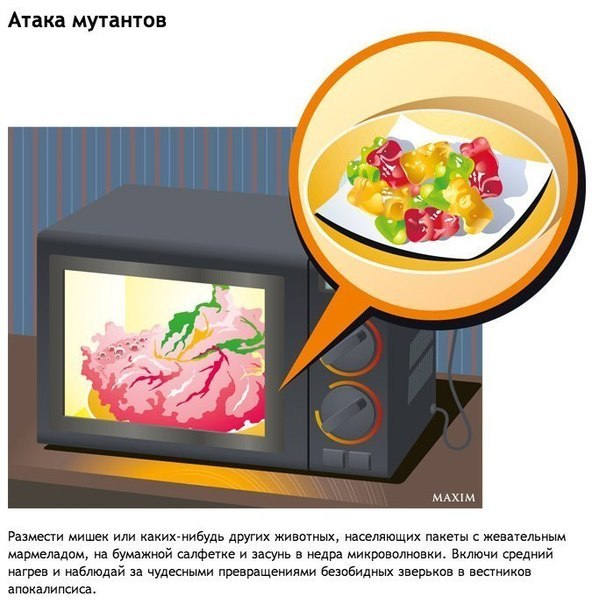 Атака мутантов
MAXIM
Размести мишек или каких-нибудь других животных, населяющих пакеты с жевательным
мармеладом, на бумажной салфетке и засунь в недра микроволновки. Включи средний
нагрев и наблюдай за чудесными превращениями безобидных зверьков в вестников
апокалипсиса.